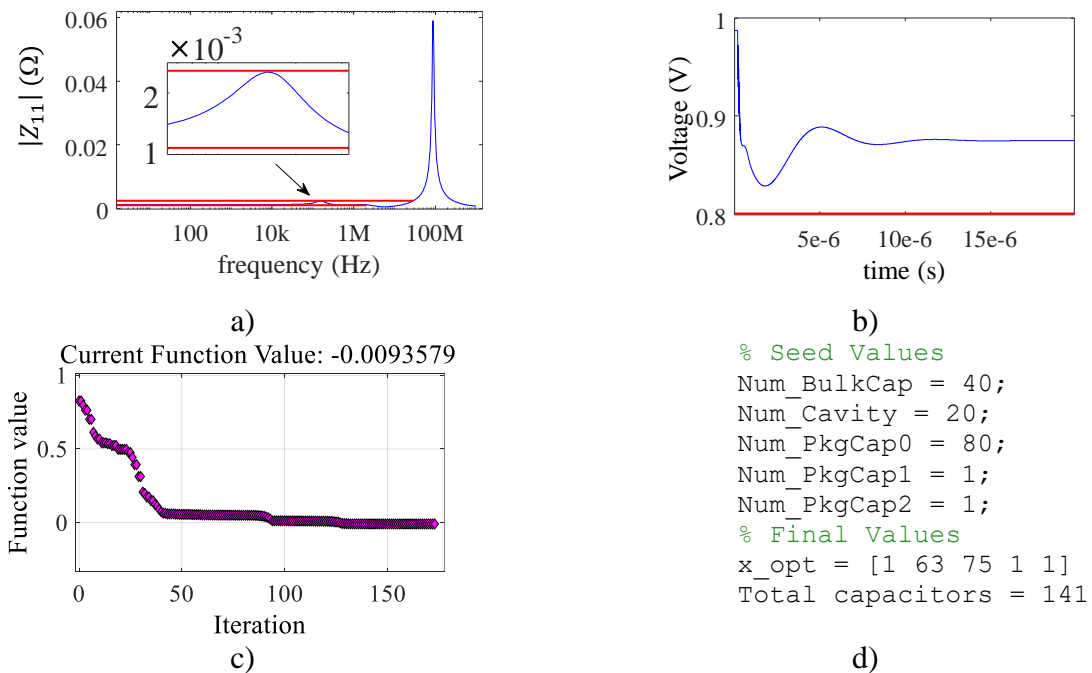 0.06
0.04
0.02
0
|Z₁₁| (Ω)
×10⁻³
2
1
100
10k
1M
100M
frequency (Hz)
a)
1
0.9
0.8
Voltage (V)
5e-6
10e-6
15e-6
time (s)
b)
Current Function Value: -0.0093579
1
0.5
0
Function value
0
50
100
150
Iteration
c)
% Seed Values
Num_BulkCap = 40;
Num_Cavity = 20;
Num_PkgCap0 = 80;
Num_PkgCap1 = 1;
Num_PkgCap2 = 1;
% Final Values
x_opt = [1 63 75 1 1]
Total capacitors = 141
d)